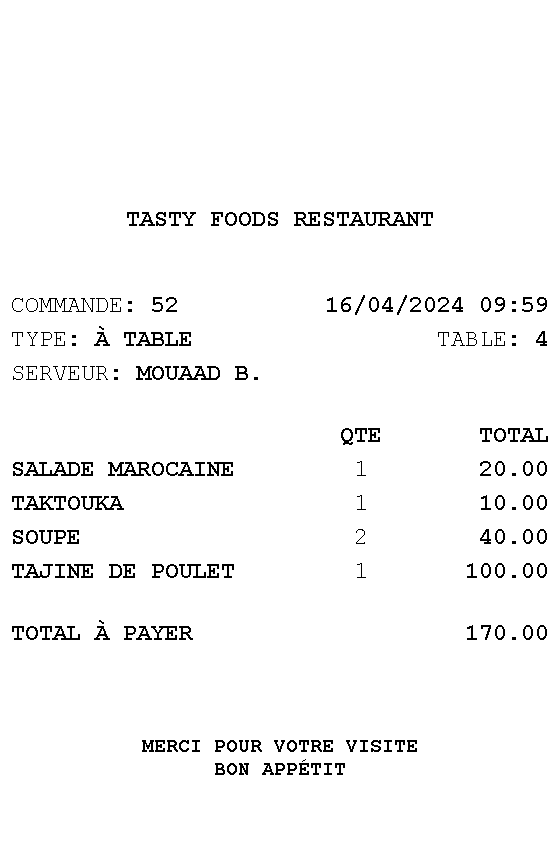 TASTY FOODS RESTAURANT
COMMANDE: 52 16/04/2024 09:59
TYPE: À TABLE TABLE: 4
SERVEUR: MOUAAD B.
QTE TOTAL
SALADE MAROCAINE 1 20.00
TAKTOUKA 1 10.00
SOUPE 2 40.00
TAJINE DE POULET 1 100.00
TOTAL À PAYER 170.00
MERCI POUR VOTRE VISITE
BON APPÉTIT